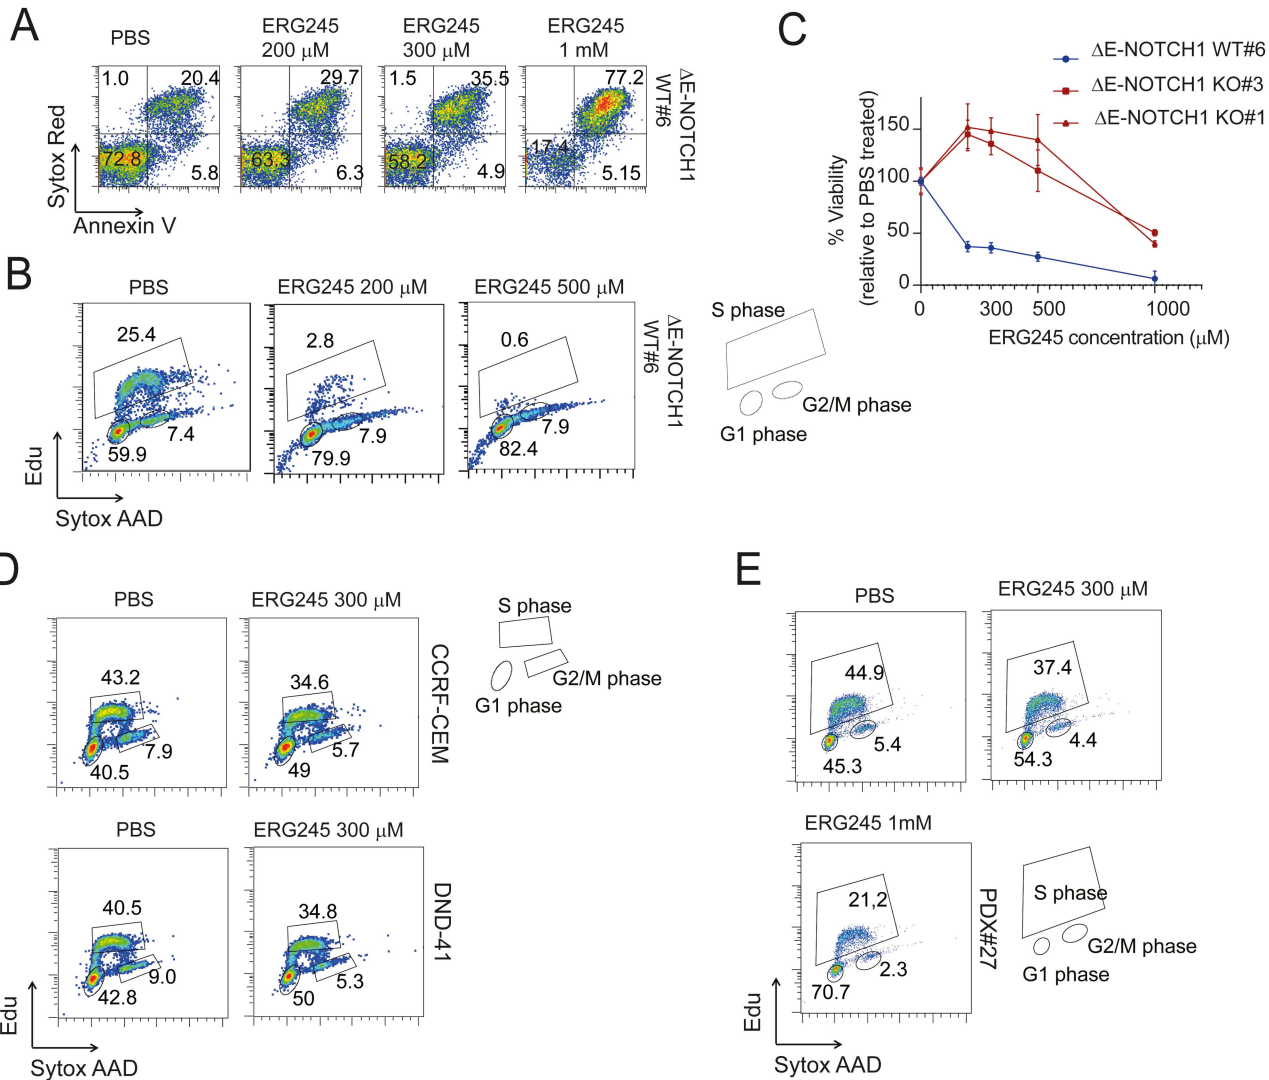 A
PBS
ERG245
200 µM
ERG245
300 µM
ERG245
1 mM
1.0
20.4
72.8
5.8
29.7
63.3
6.3
1.5
35.5
58.2
4.9
77.2
17.4
5.15
ΔE-NOTCH1
WT#6
Sytox Red
Annexin V
C
ΔE-NOTCH1 WT#6
ΔE-NOTCH1 KO#3
ΔE-NOTCH1 KO#1
% Viability
(relative to PBS treated)
150
100
50
0
0
300
500
1000
ERG245 concentration (µM)
B
PBS
ERG245 200 µM
ERG245 500 µM
25.4
7.4
59.9
2.8
7.9
79.9
0.6
7.9
82.4
ΔE-NOTCH1
WT#6
S phase
G2/M phase
G1 phase
Edu
Sytox AAD
D
PBS
ERG245 300 µM
43.2
7.9
40.5
34.6
5.7
49
CCRF-CEM
S phase
G2/M phase
G1 phase
PBS
ERG245 300 µM
40.5
9.0
42.8
34.8
5.3
50
DND-41
Edu
Sytox AAD
E
PBS
ERG245 300 µM
44.9
5.4
45.3
37.4
4.4
54.3
ERG245 1mM
21,2
2.3
70.7
PDX#27
S phase
G2/M phase
G1 phase
Edu
Sytox AAD